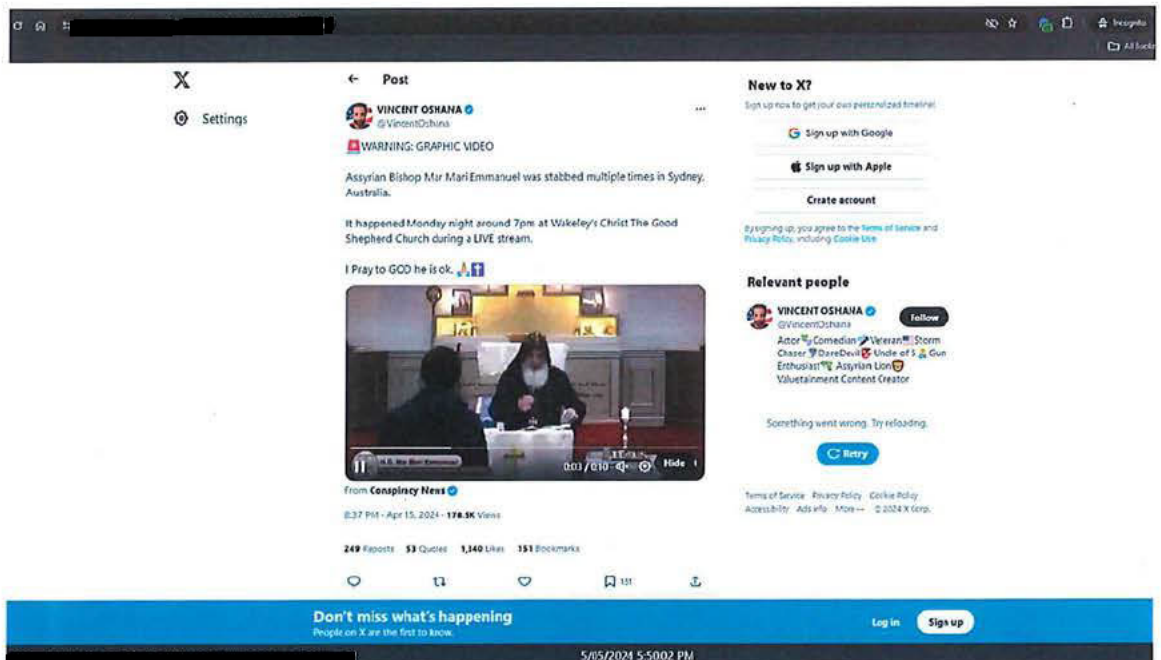 Incognito
X
Settings
← Post
VINCENT OSHANA
@VincentOshana
🚨WARNING: GRAPHIC VIDEO
Assyrian Bishop Mar Mari Emmanuel was stabbed multiple times in Sydney,
Australia.
It happened Monday night around 7pm at Wakeley's Christ The Good
Shepherd Church during a LIVE stream.
I Pray to GOD he is ok. 🙏✝️
H.G. Mar Mari Emmanuel
0:03 / 0:10
Hide
From Conspiracy News
8:37 PM · Apr 15, 2024 · 178.5K Views
249 Reposts 53 Quotes 1,340 Likes 151 Bookmarks
151
New to X?
Sign up now to get your own personalized timeline!
Sign up with Google
Sign up with Apple
Create account
By signing up, you agree to the Terms of Service and
Privacy Policy, including Cookie Use.
Relevant people
VINCENT OSHANA
@VincentOshana
Follow
Actor Comedian Veteran Storm
Chaser DareDevil Uncle of 5 Gun
Enthusiast Assyrian Lion
Valuetainment Content Creator
Something went wrong. Try reloading.
Retry
Terms of Service Privacy Policy Cookie Policy
Accessibility Ads info More ··· © 2024 X Corp.
Don't miss what's happening
People on X are the first to know.
Log in
Sign up
5/05/2024 5:50:02 PM